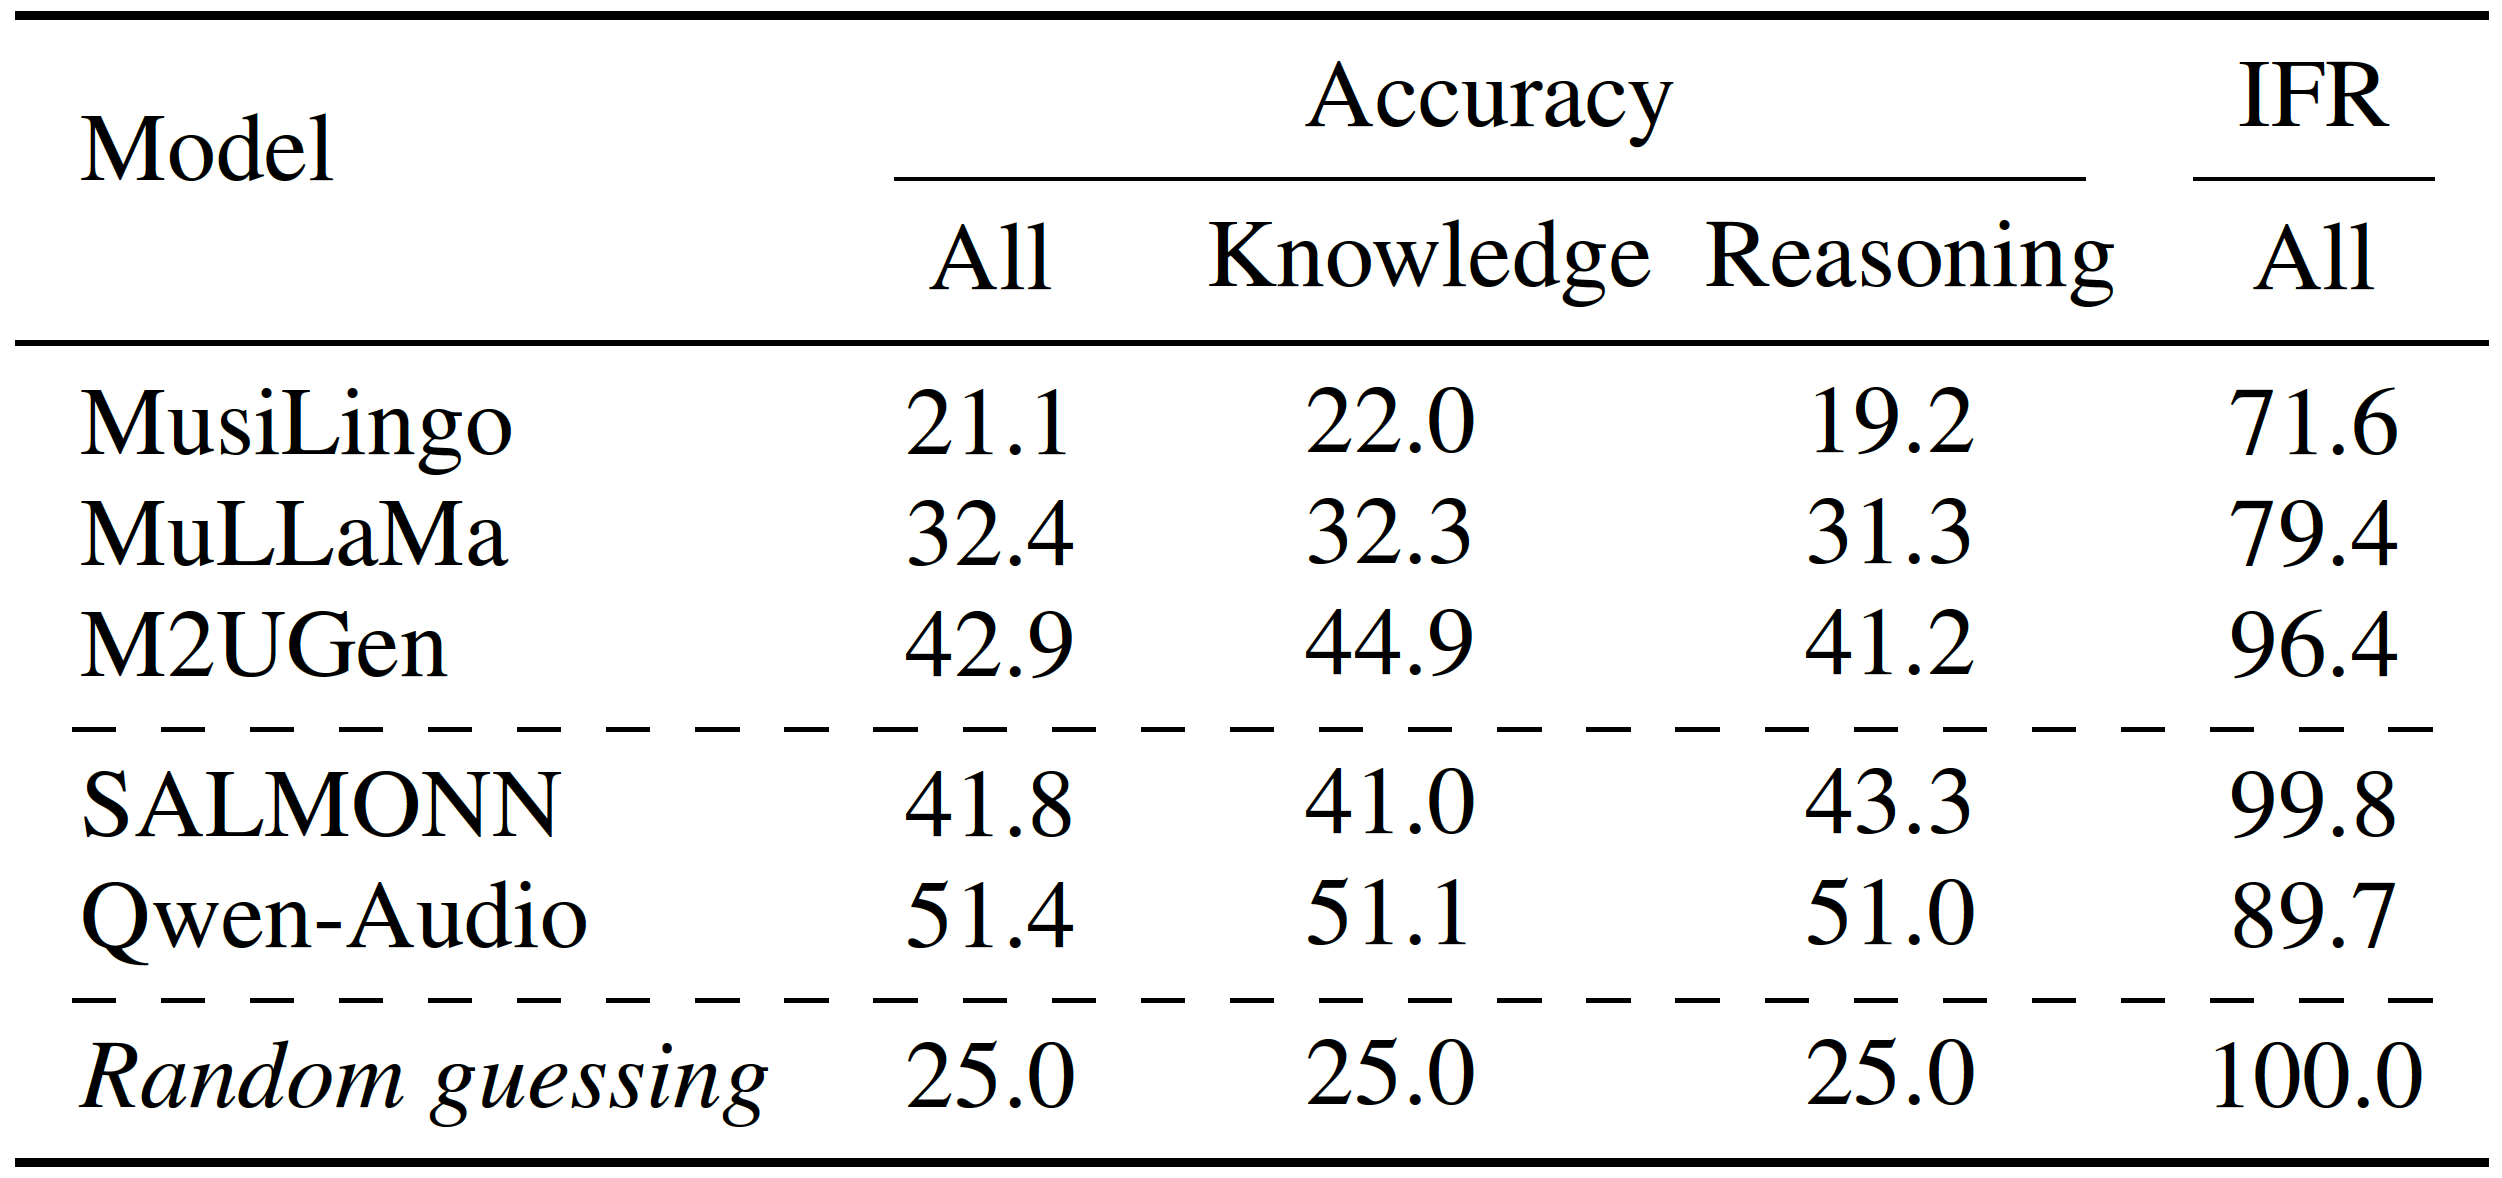 Model Accuracy IFR
All Knowledge Reasoning All
MusiLingo 21.1 22.0 19.2 71.6
MuLLaMa 32.4 32.3 31.3 79.4
M2UGen 42.9 44.9 41.2 96.4
SALMONN 41.8 41.0 43.3 99.8
Qwen-Audio 51.4 51.1 51.0 89.7
Random guessing 25.0 25.0 25.0 100.0